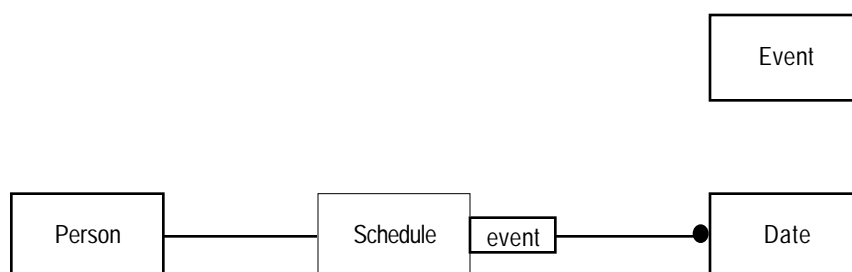 Event
Person
Schedule
event
Date